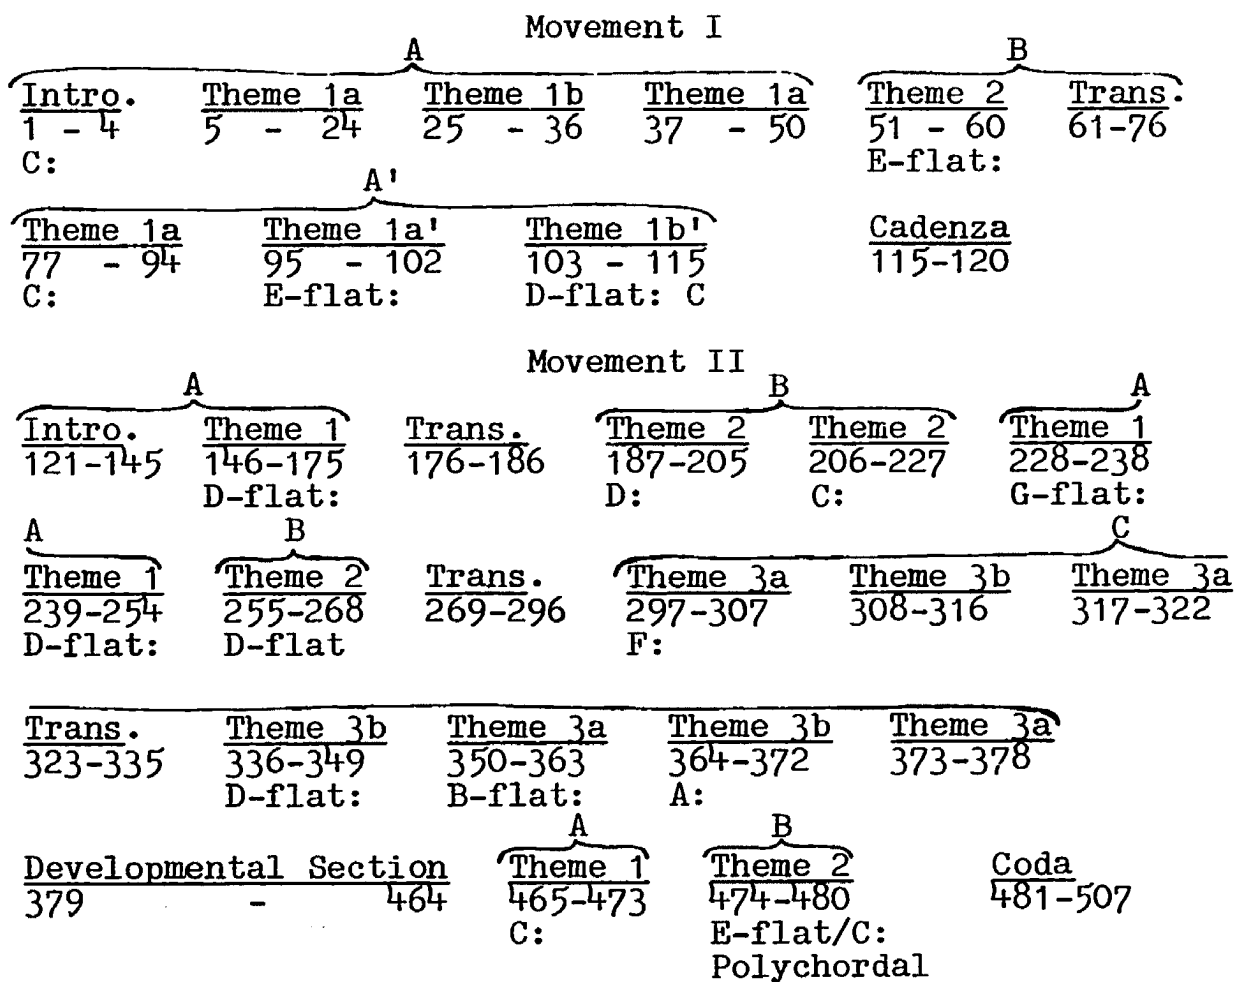 Movement I
A B
Intro. Theme 1a Theme 1b Theme 1a Theme 2 Trans.
1 - 4 5 - 24 25 - 36 37 - 50 51 - 60 61-76
C: E-flat:
A'
Theme 1a Theme 1a' Theme 1b' Cadenza
77 - 94 95 - 102 103 - 115 115-120
C: E-flat: D-flat: C
Movement II
A B A
Intro. Theme 1 Trans. Theme 2 Theme 2 Theme 1
121-145 146-175 176-186 187-205 206-227 228-238
D-flat: D: C: G-flat:
A B C
Theme 1 Theme 2 Trans. Theme 3a Theme 3b Theme 3a
239-254 255-268 269-296 297-307 308-316 317-322
D-flat: D-flat F:
Trans. Theme 3b Theme 3a Theme 3b Theme 3a
323-335 336-349 350-363 364-372 373-378
D-flat: B-flat: A:
A B
Developmental Section Theme 1 Theme 2 Coda
379 - 464 465-473 474-480 481-507
C: E-flat/C:
Polychordal